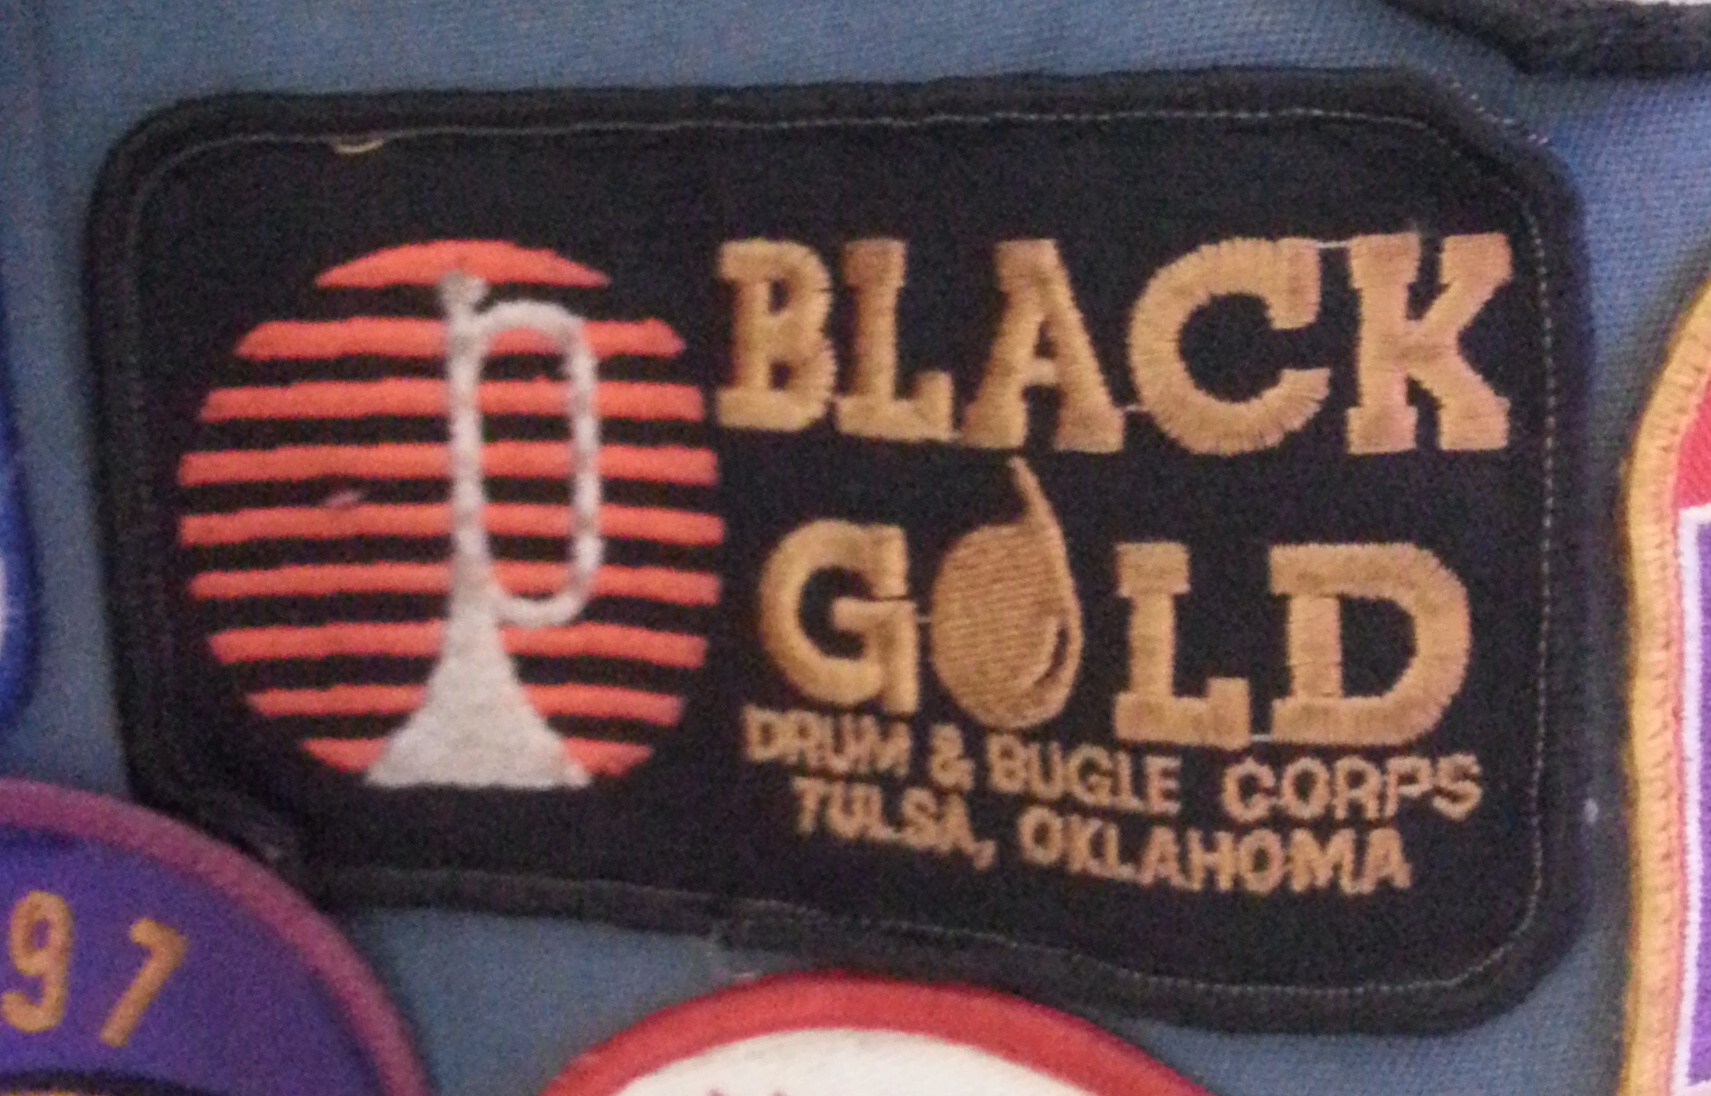 BLACK
GOLD
DRUM & BUGLE CORPS
TULSA, OKLAHOMA
97